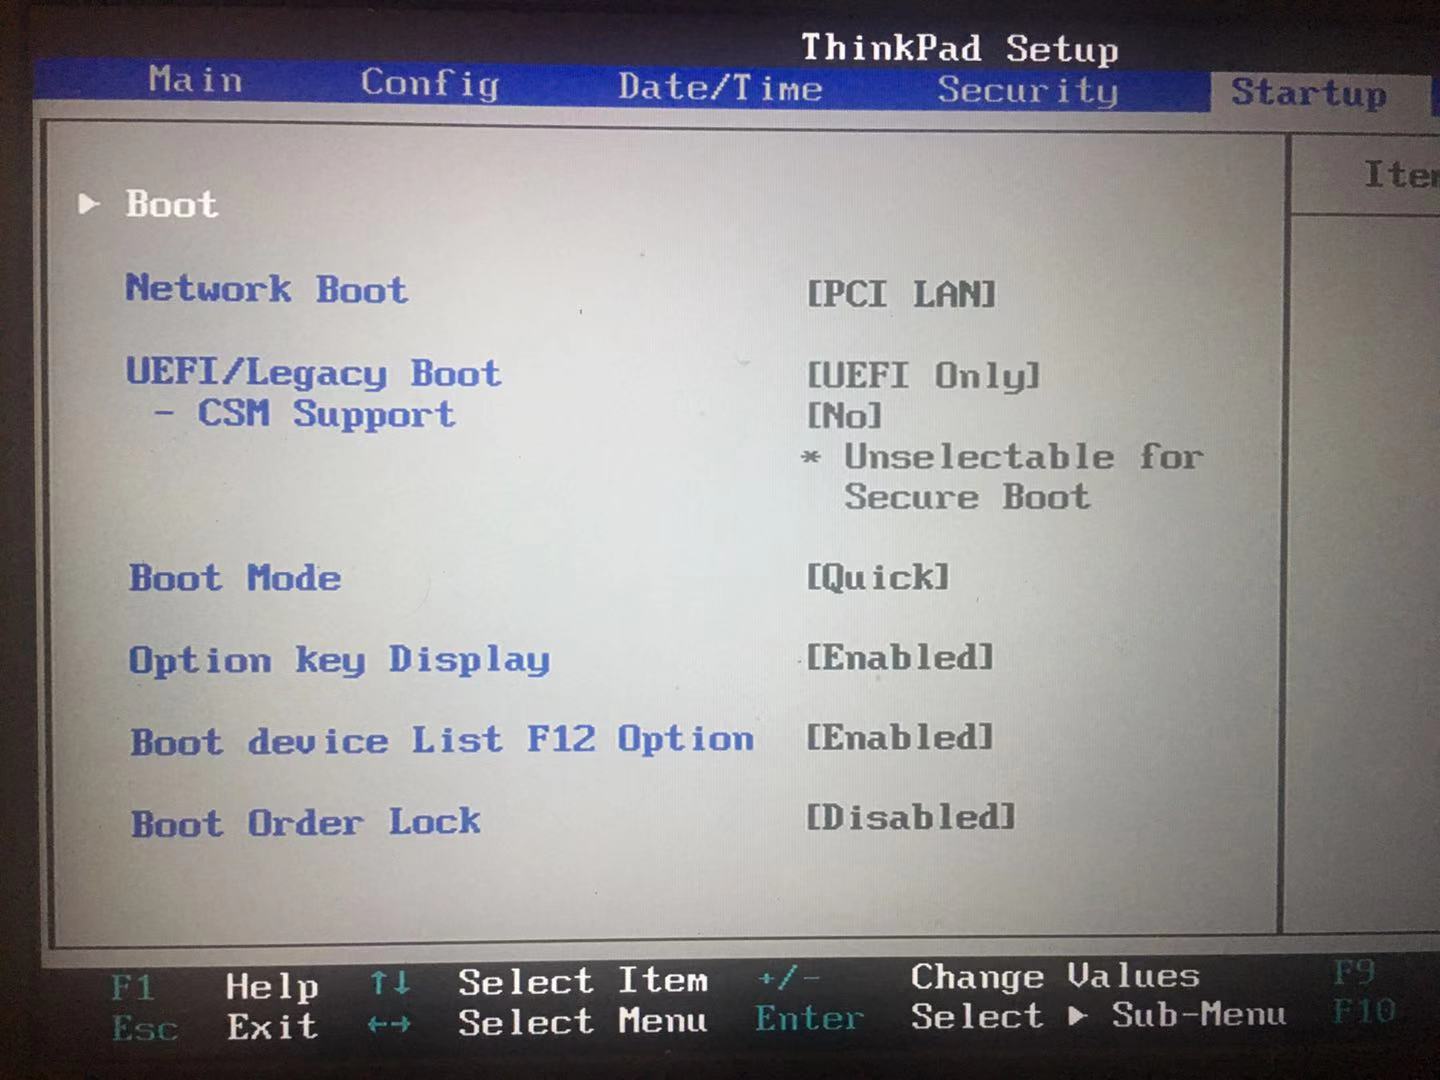 ThinkPad Setup
Main Config Date/Time Security Startup
Boot
Network Boot [PCI LAN]
UEFI/Legacy Boot [UEFI Only]
- CSM Support [No]
* Unselectable for
Secure Boot
Boot Mode [Quick]
Option key Display [Enabled]
Boot device List F12 Option [Enabled]
Boot Order Lock [Disabled]
F1 Help ↑↓ Select Item +/- Change Values F9
Esc Exit ←→ Select Menu Enter Select ▶ Sub-Menu F10